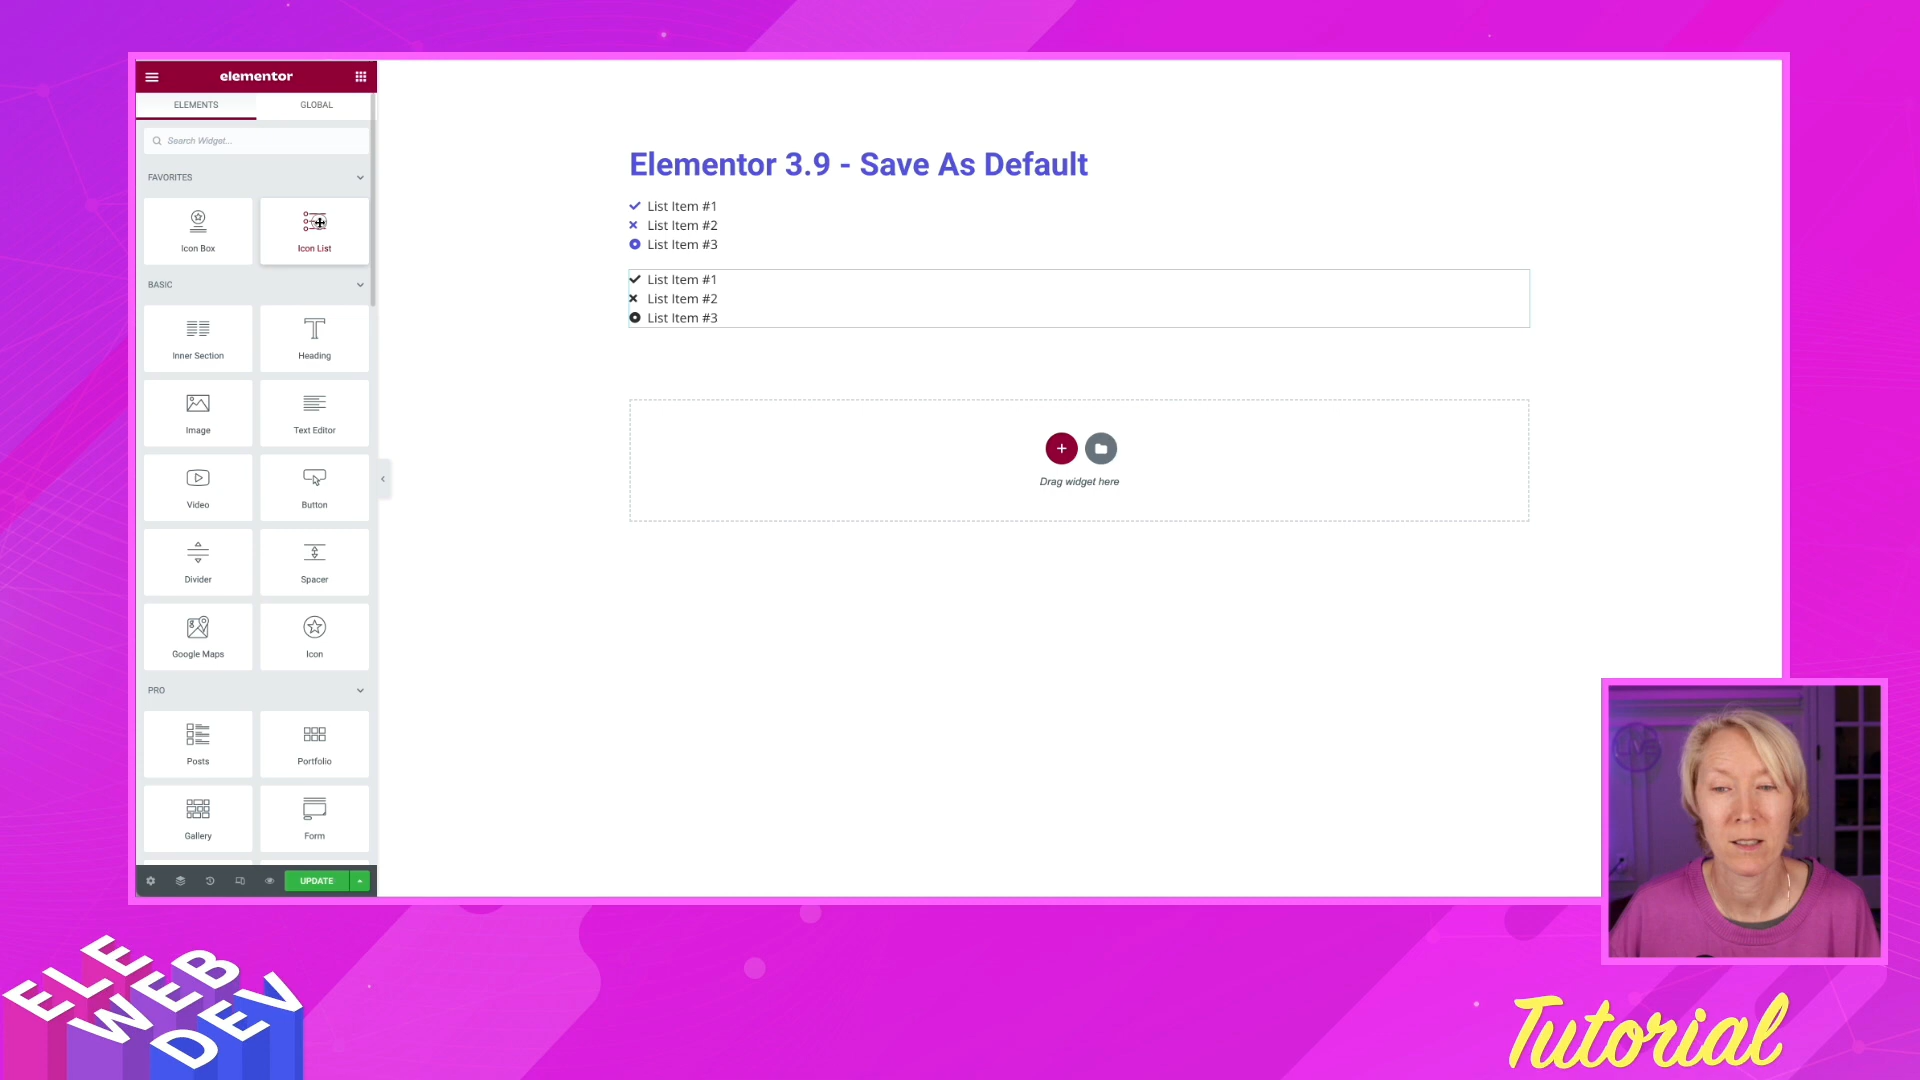 elementor
ELEMENTS
GLOBAL
Search Widget...
FAVORITES
Icon Box
Icon List
BASIC
Inner Section
Heading
Image
Text Editor
Video
Button
Divider
Spacer
Google Maps
Icon
PRO
Posts
Portfolio
Gallery
Form
UPDATE
Elementor 3.9 - Save As Default
List Item #1
List Item #2
List Item #3
List Item #1
List Item #2
List Item #3
Drag widget here
ELE
WEB
DEV
Tutorial